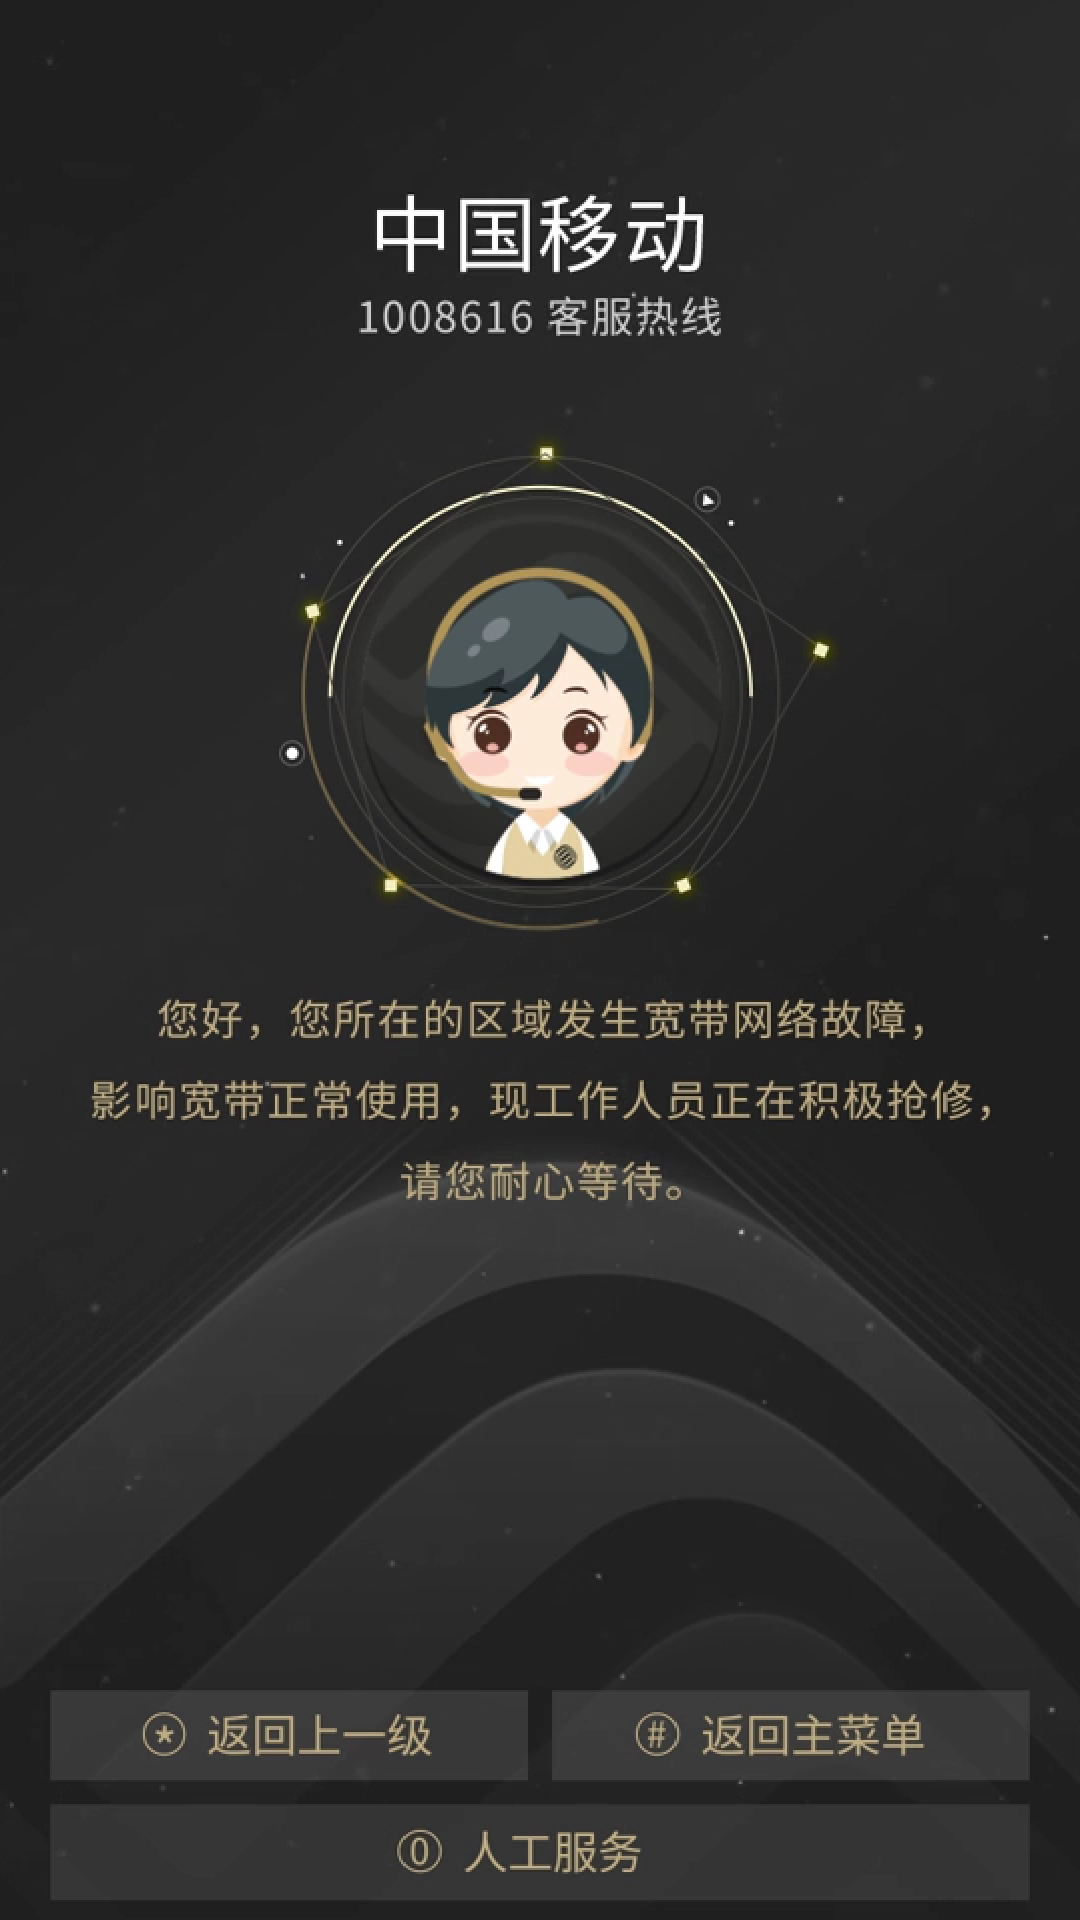 中国移动
1008616 客服热线
您好，您所在的区域发生宽带网络故障，
影响宽带正常使用，现工作人员正在积极抢修，
请您耐心等待。
* 返回上一级
# 返回主菜单
0 人工服务